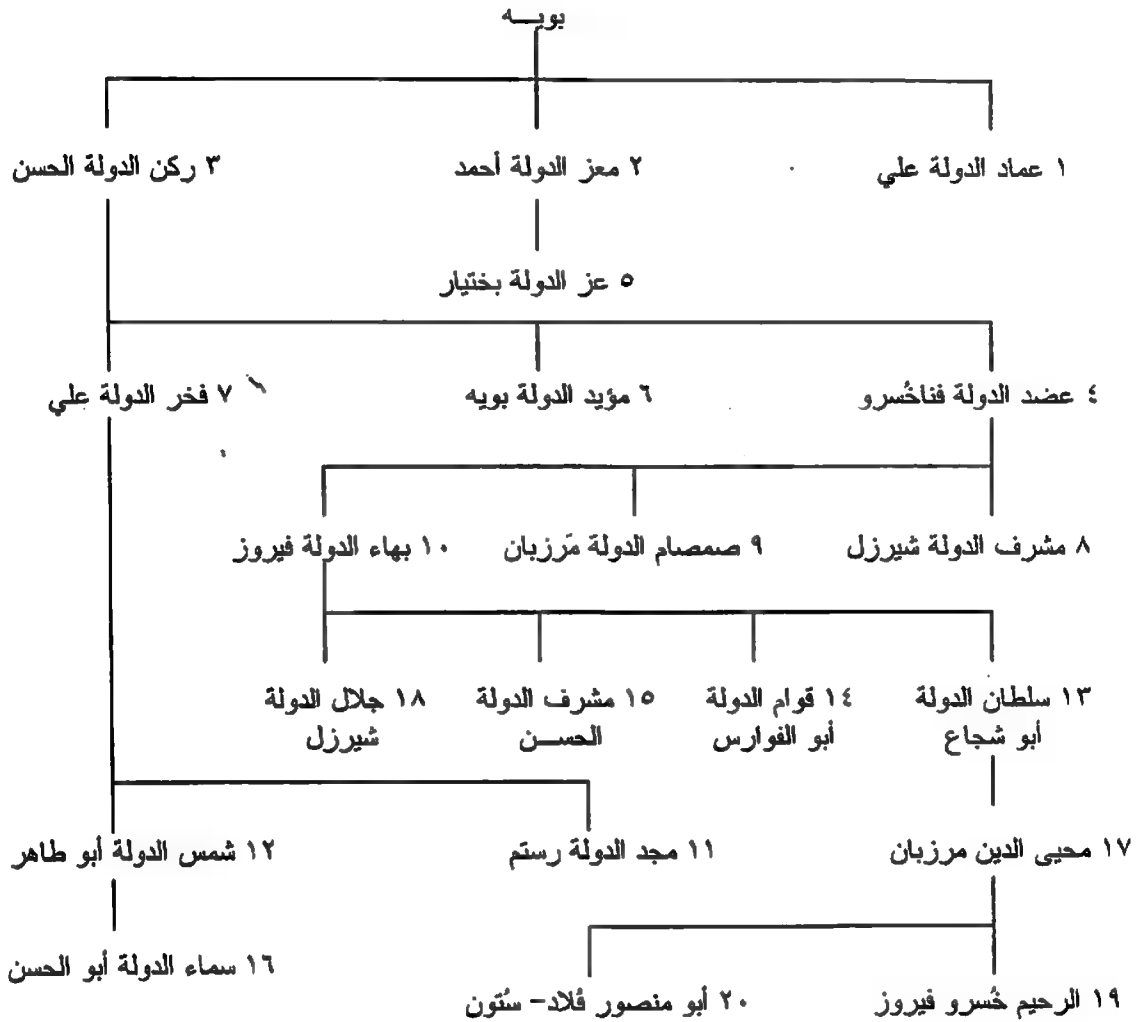 بويـــه
١ عماد الدولة علي
٢ معز الدولة أحمد
٣ ركن الدولة الحسن
٥ عز الدولة بختيار
٤ عضد الدولة فناخُسرو
٦ مؤيد الدولة بويه
٧ فخر الدولة علي
٨ مشرف الدولة شيرزل
٩ صمصام الدولة مَرزبان
١٠ بهاء الدولة فيروز
١٣ سلطان الدولة
أبو شجاع
١٤ قوام الدولة
أبو الفوارس
١٥ مشرف الدولة
الحســـن
١٨ جلال الدولة
شيرزل
١٧ محيى الدين مرزبان
١١ مجد الدولة رستم
١٢ شمس الدولة أبو طاهر
١٦ سماء الدولة أبو الحسن
١٩ الرحيم خُسرو فيروز
٢٠ أبو منصور فُلاد- سُتون